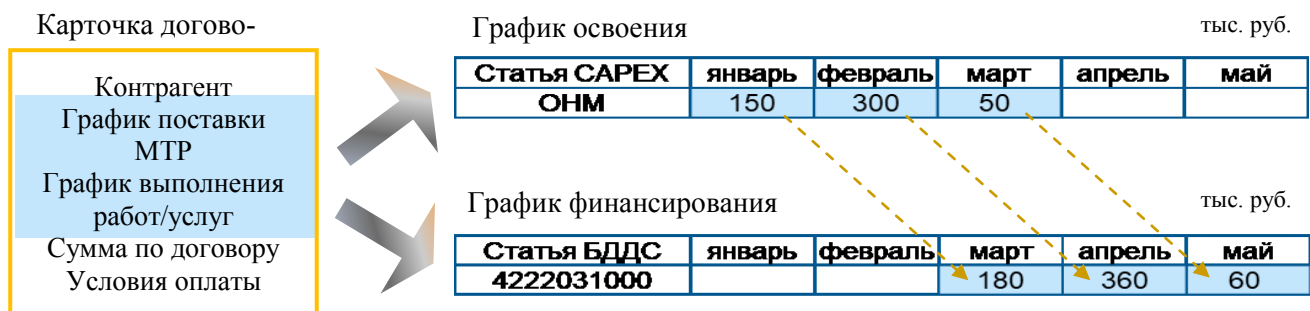 Карточка догово-
Контрагент
График поставки
МТР
График выполнения
работ/услуг
Сумма по договору
Условия оплаты
График освоения тыс. руб.
Статья CAPEX январь февраль март апрель май
ОНМ 150 300 50
График финансирования тыс. руб.
Статья БДДС январь февраль март апрель май
4222031000 180 360 60